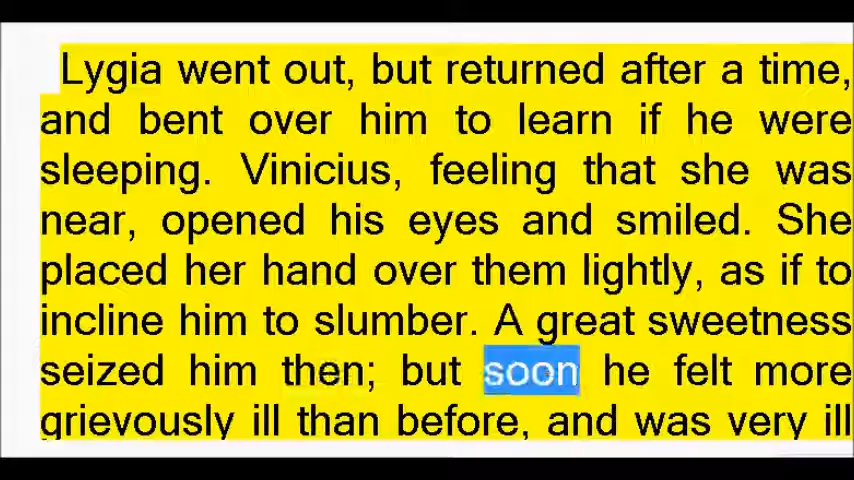 Lygia went out, but returned after a time,
and bent over him to learn if he were
sleeping. Vinicius, feeling that she was
near, opened his eyes and smiled. She
placed her hand over them lightly, as if to
incline him to slumber. A great sweetness
seized him then; but soon he felt more
grievously ill than before, and was very ill